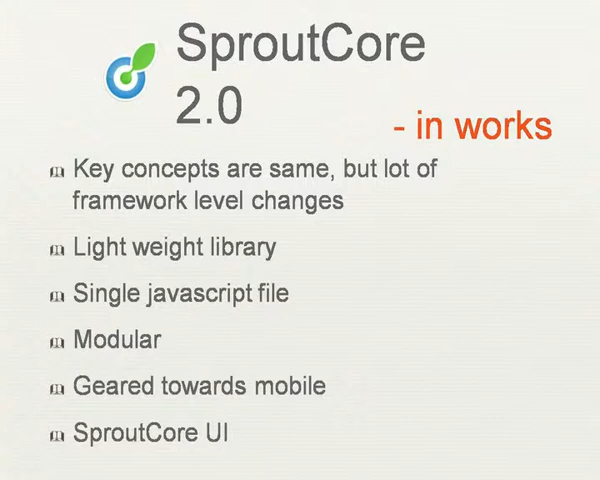 SproutCore
2.0
- in works
Key concepts are same, but lot of
framework level changes
Light weight library
Single javascript file
Modular
Geared towards mobile
SproutCore UI